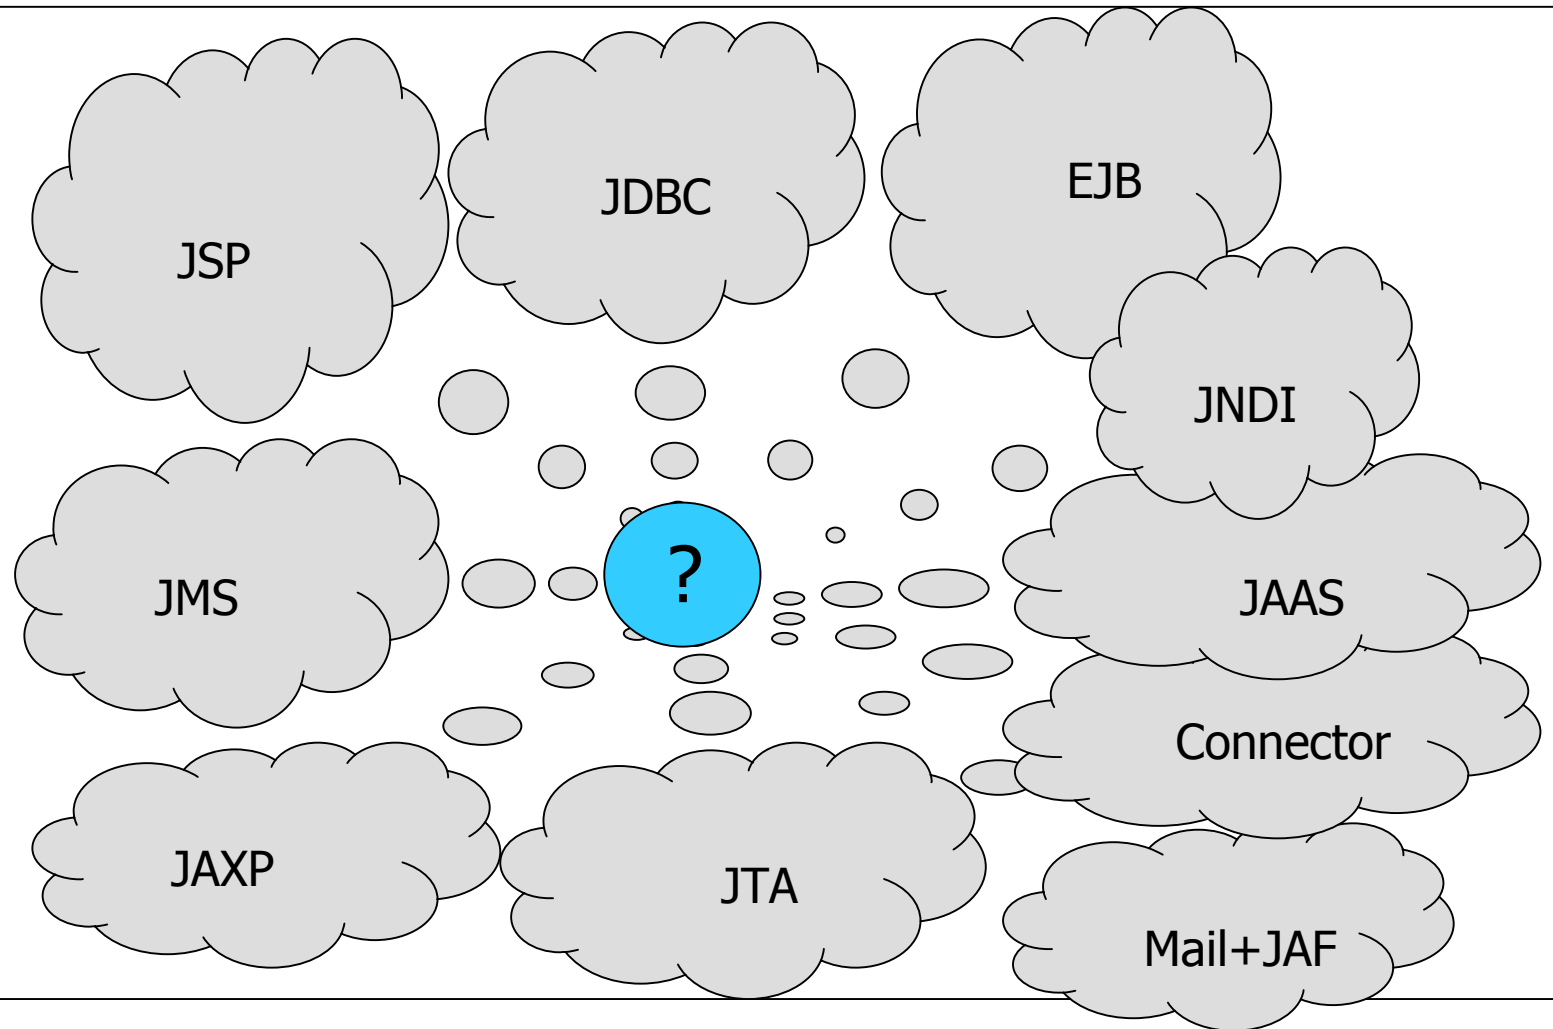 JSP
JDBC
EJB
JNDI
JMS
?
JAAS
Connector
JAXP
JTA
Mail+JAF